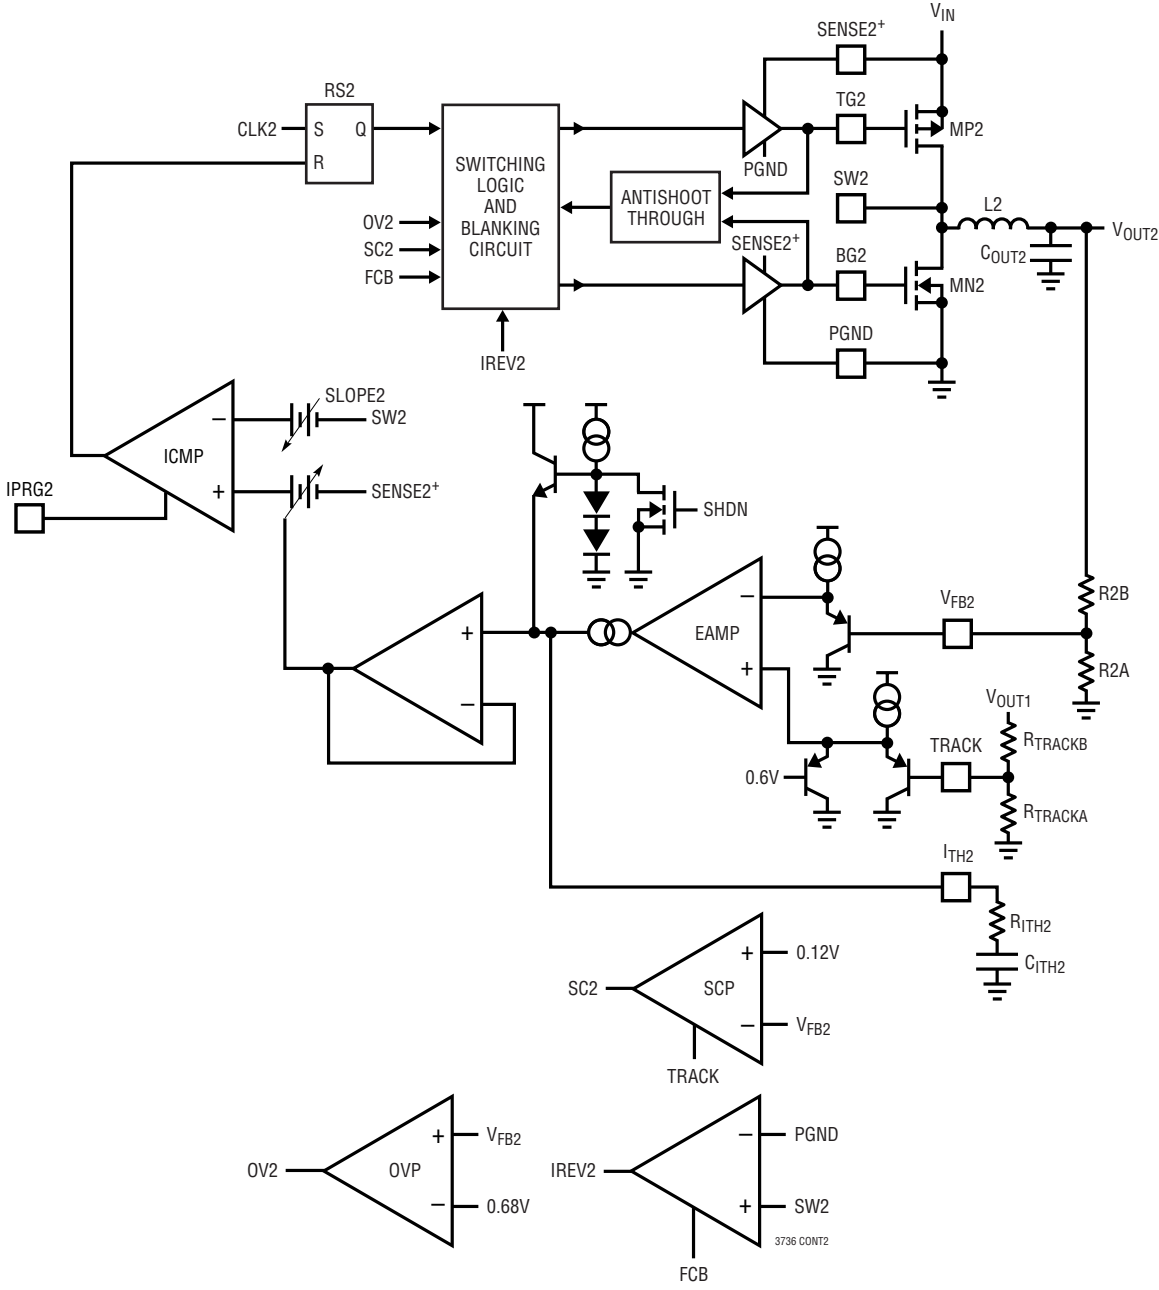 VIN
SENSE2+
RS2
TG2
CLK2
S
Q
R
MP2
PGND
SWITCHING
LOGIC
AND
BLANKING
CIRCUIT
ANTISHOOT
THROUGH
SW2
L2
OV2
SC2
FCB
VOUT2
COUT2
SENSE2+
BG2
MN2
PGND
IREV2
SLOPE2
−
SW2
ICMP
+
SENSE2+
IPRG2
SHDN
−
VFB2
R2B
+
EAMP
+
R2A
−
VOUT1
TRACK
RTRACKB
0.6V
RTRACKA
ITH2
RITH2
CITH2
+
0.12V
SC2
SCP
−
VFB2
TRACK
+
VFB2
−
PGND
OV2
OVP
IREV2
−
0.68V
+
SW2
3736 CONT2
FCB